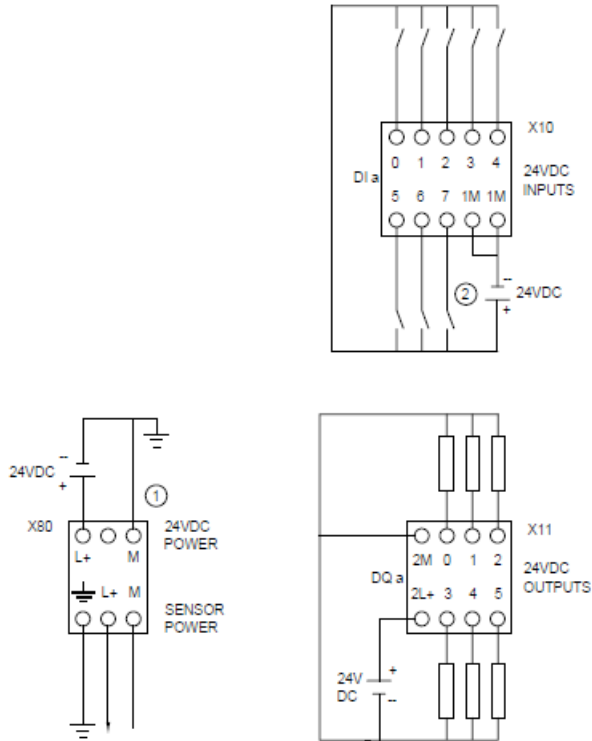 X10
0 1 2 3 4
DI a
24VDC
INPUTS
5 6 7 1M 1M
--
2
24VDC
+
--
24VDC
+
1
X80
24VDC
POWER
L+ M
L+ M
SENSOR
POWER
X11
2M 0 1 2
DQ a
24VDC
OUTPUTS
2L+ 3 4 5
24V
DC
+
--